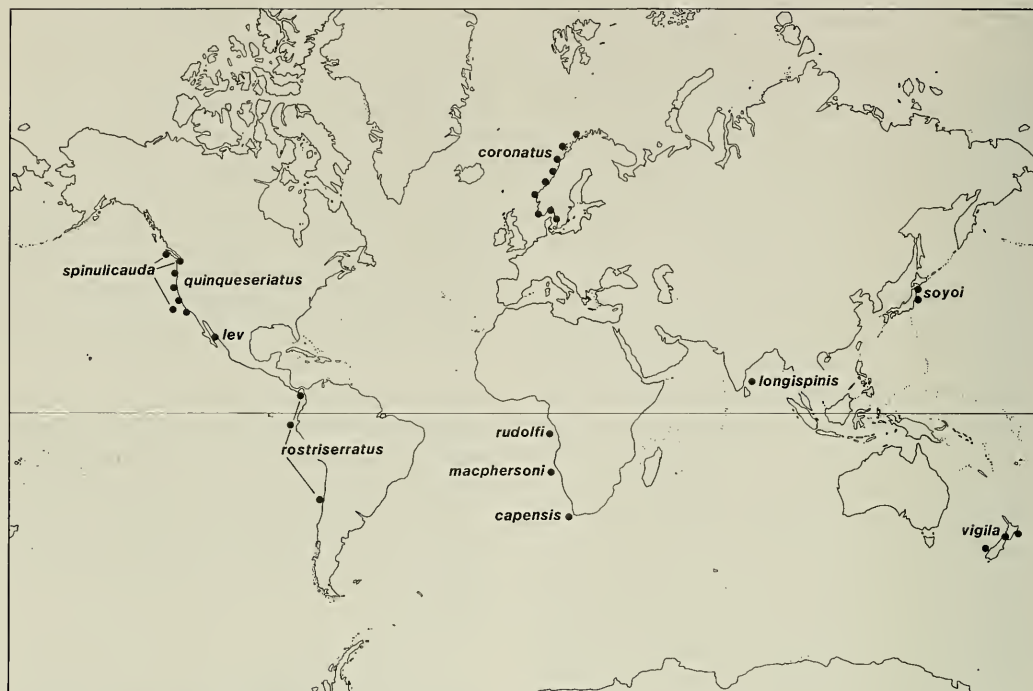 coronatus
spinulicauda
quinqueseriatus
soyoi
lev
longispinis
rudolfi
rostriserratus
macphersoni
capensis
vigila